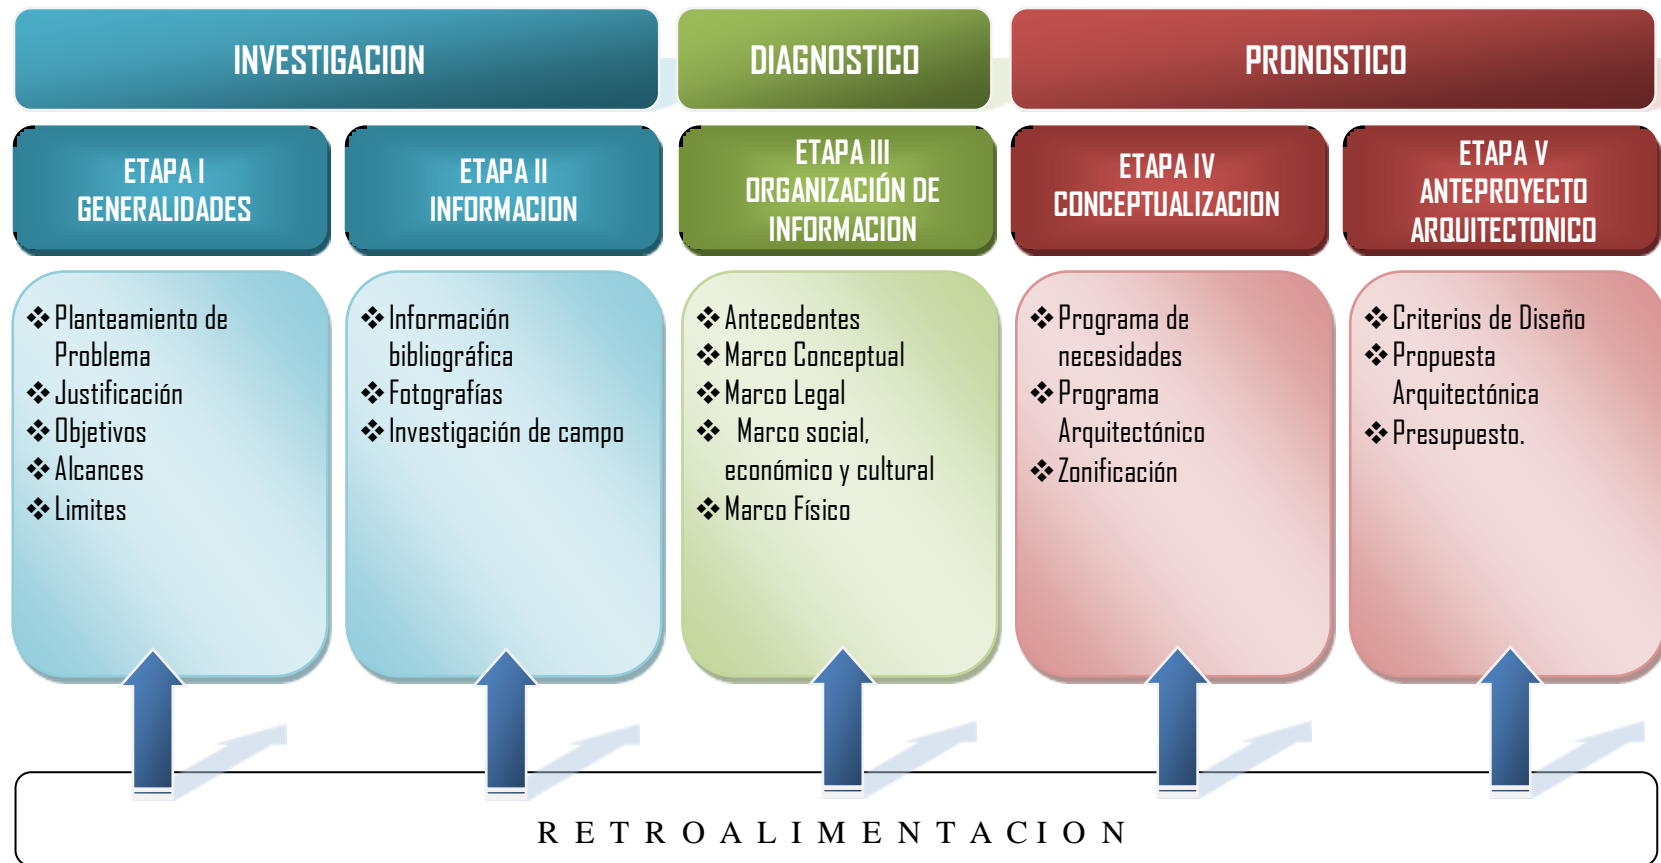 INVESTIGACION
DIAGNOSTICO
PRONOSTICO
ETAPA I
GENERALIDADES
ETAPA II
INFORMACION
ETAPA III
ORGANIZACIÓN DE
INFORMACION
ETAPA IV
CONCEPTUALIZACION
ETAPA V
ANTEPROYECTO
ARQUITECTONICO
❖ Planteamiento de
Problema
❖ Justificación
❖ Objetivos
❖ Alcances
❖ Limites
❖ Información
bibliográfica
❖ Fotografías
❖ Investigación de campo
❖ Antecedentes
❖ Marco Conceptual
❖ Marco Legal
❖ Marco social,
económico y cultural
❖ Marco Físico
❖ Programa de
necesidades
❖ Programa
Arquitectónico
❖ Zonificación
❖ Criterios de Diseño
❖ Propuesta
Arquitectónica
❖ Presupuesto.
RETROALIMENTACION